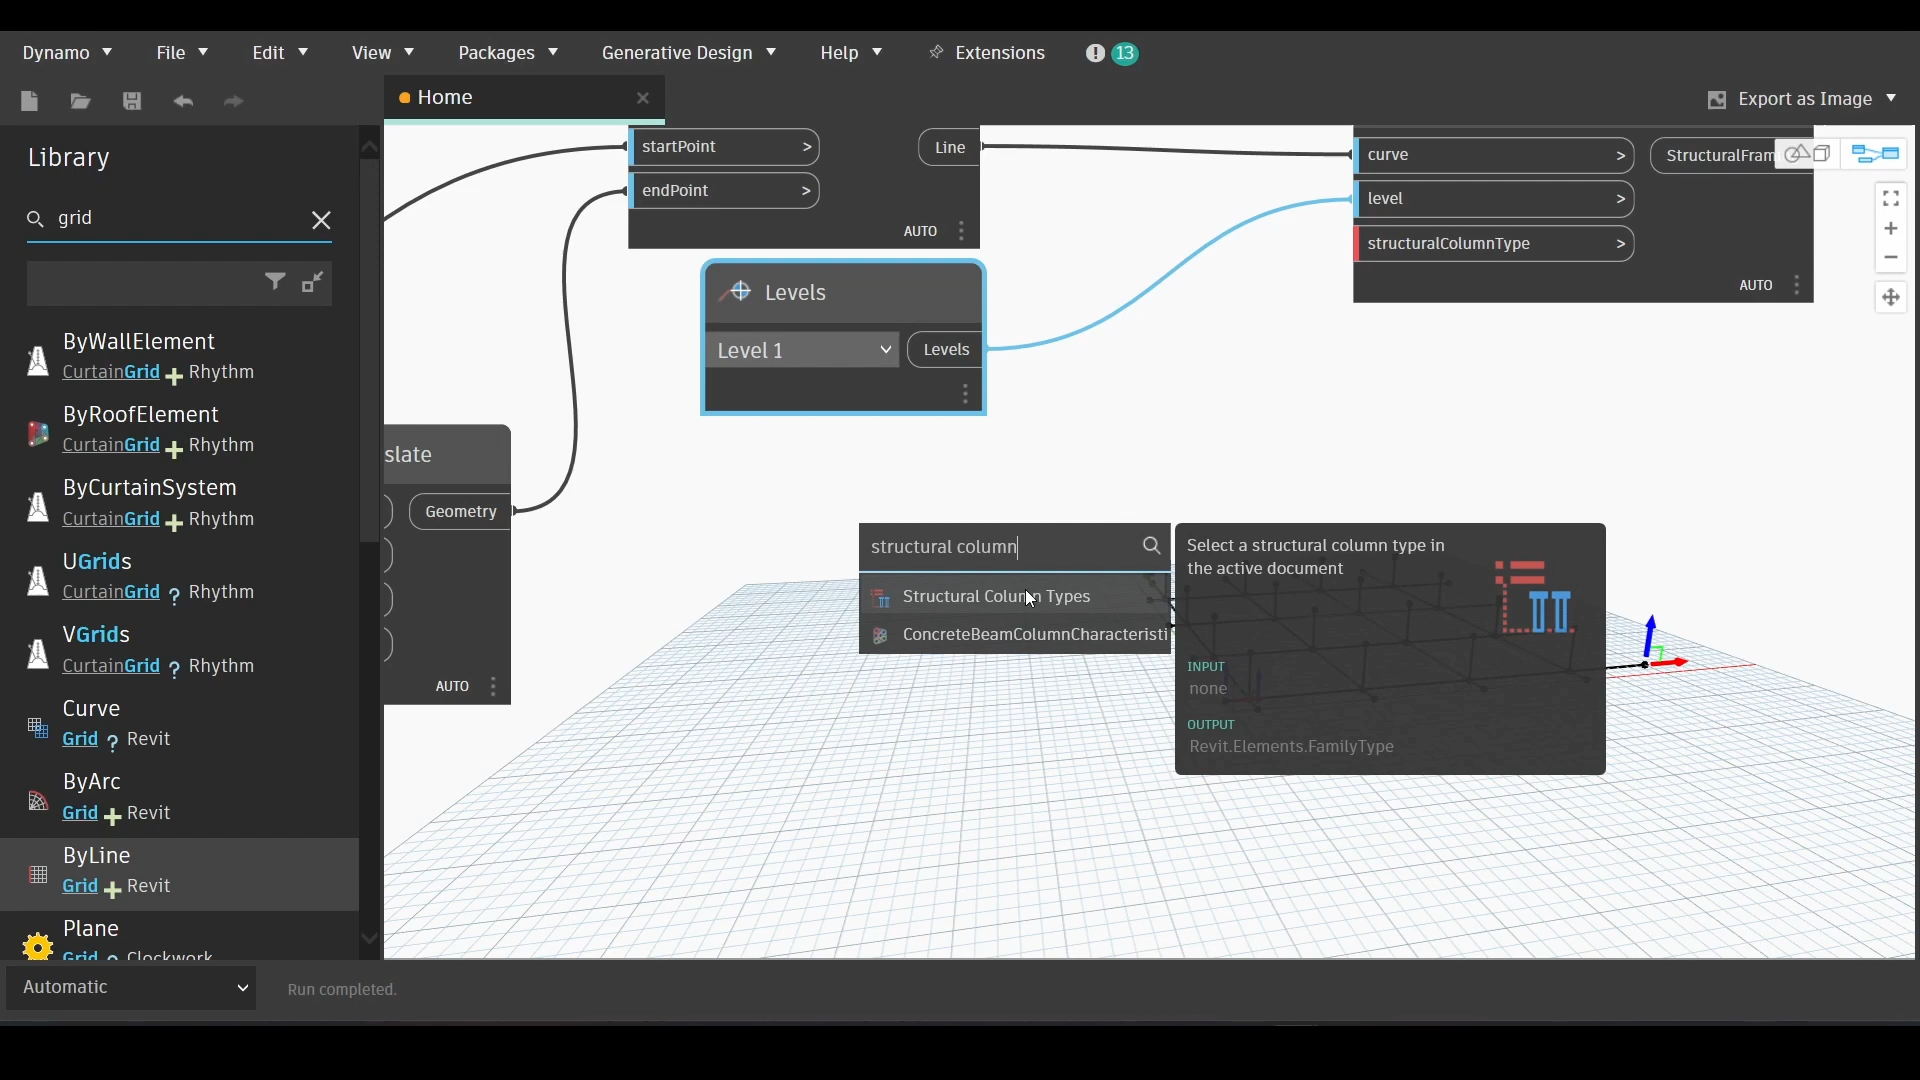 Dynamo
File
Edit
View
Packages
Generative Design
Help
Extensions
! 13
Home
Export as Image
Library
grid
ByWallElement
CurtainGrid + Rhythm
ByRoofElement
CurtainGrid + Rhythm
ByCurtainSystem
CurtainGrid + Rhythm
UGrids
CurtainGrid ? Rhythm
VGrids
CurtainGrid ? Rhythm
Curve
Grid ? Revit
ByArc
Grid + Revit
ByLine
Grid + Revit
Plane
Grid ? Clockwork
startPoint >
Line
endPoint >
AUTO
Levels
Level 1
Levels
slate
Geometry
AUTO
curve >
StructuralFram
level >
structuralColumnType >
AUTO
structural column
Structural Column Types
ConcreteBeamColumnCharacteristi
Select a structural column type in
the active document
INPUT
none
OUTPUT
Revit.Elements.FamilyType
Automatic
Run completed.